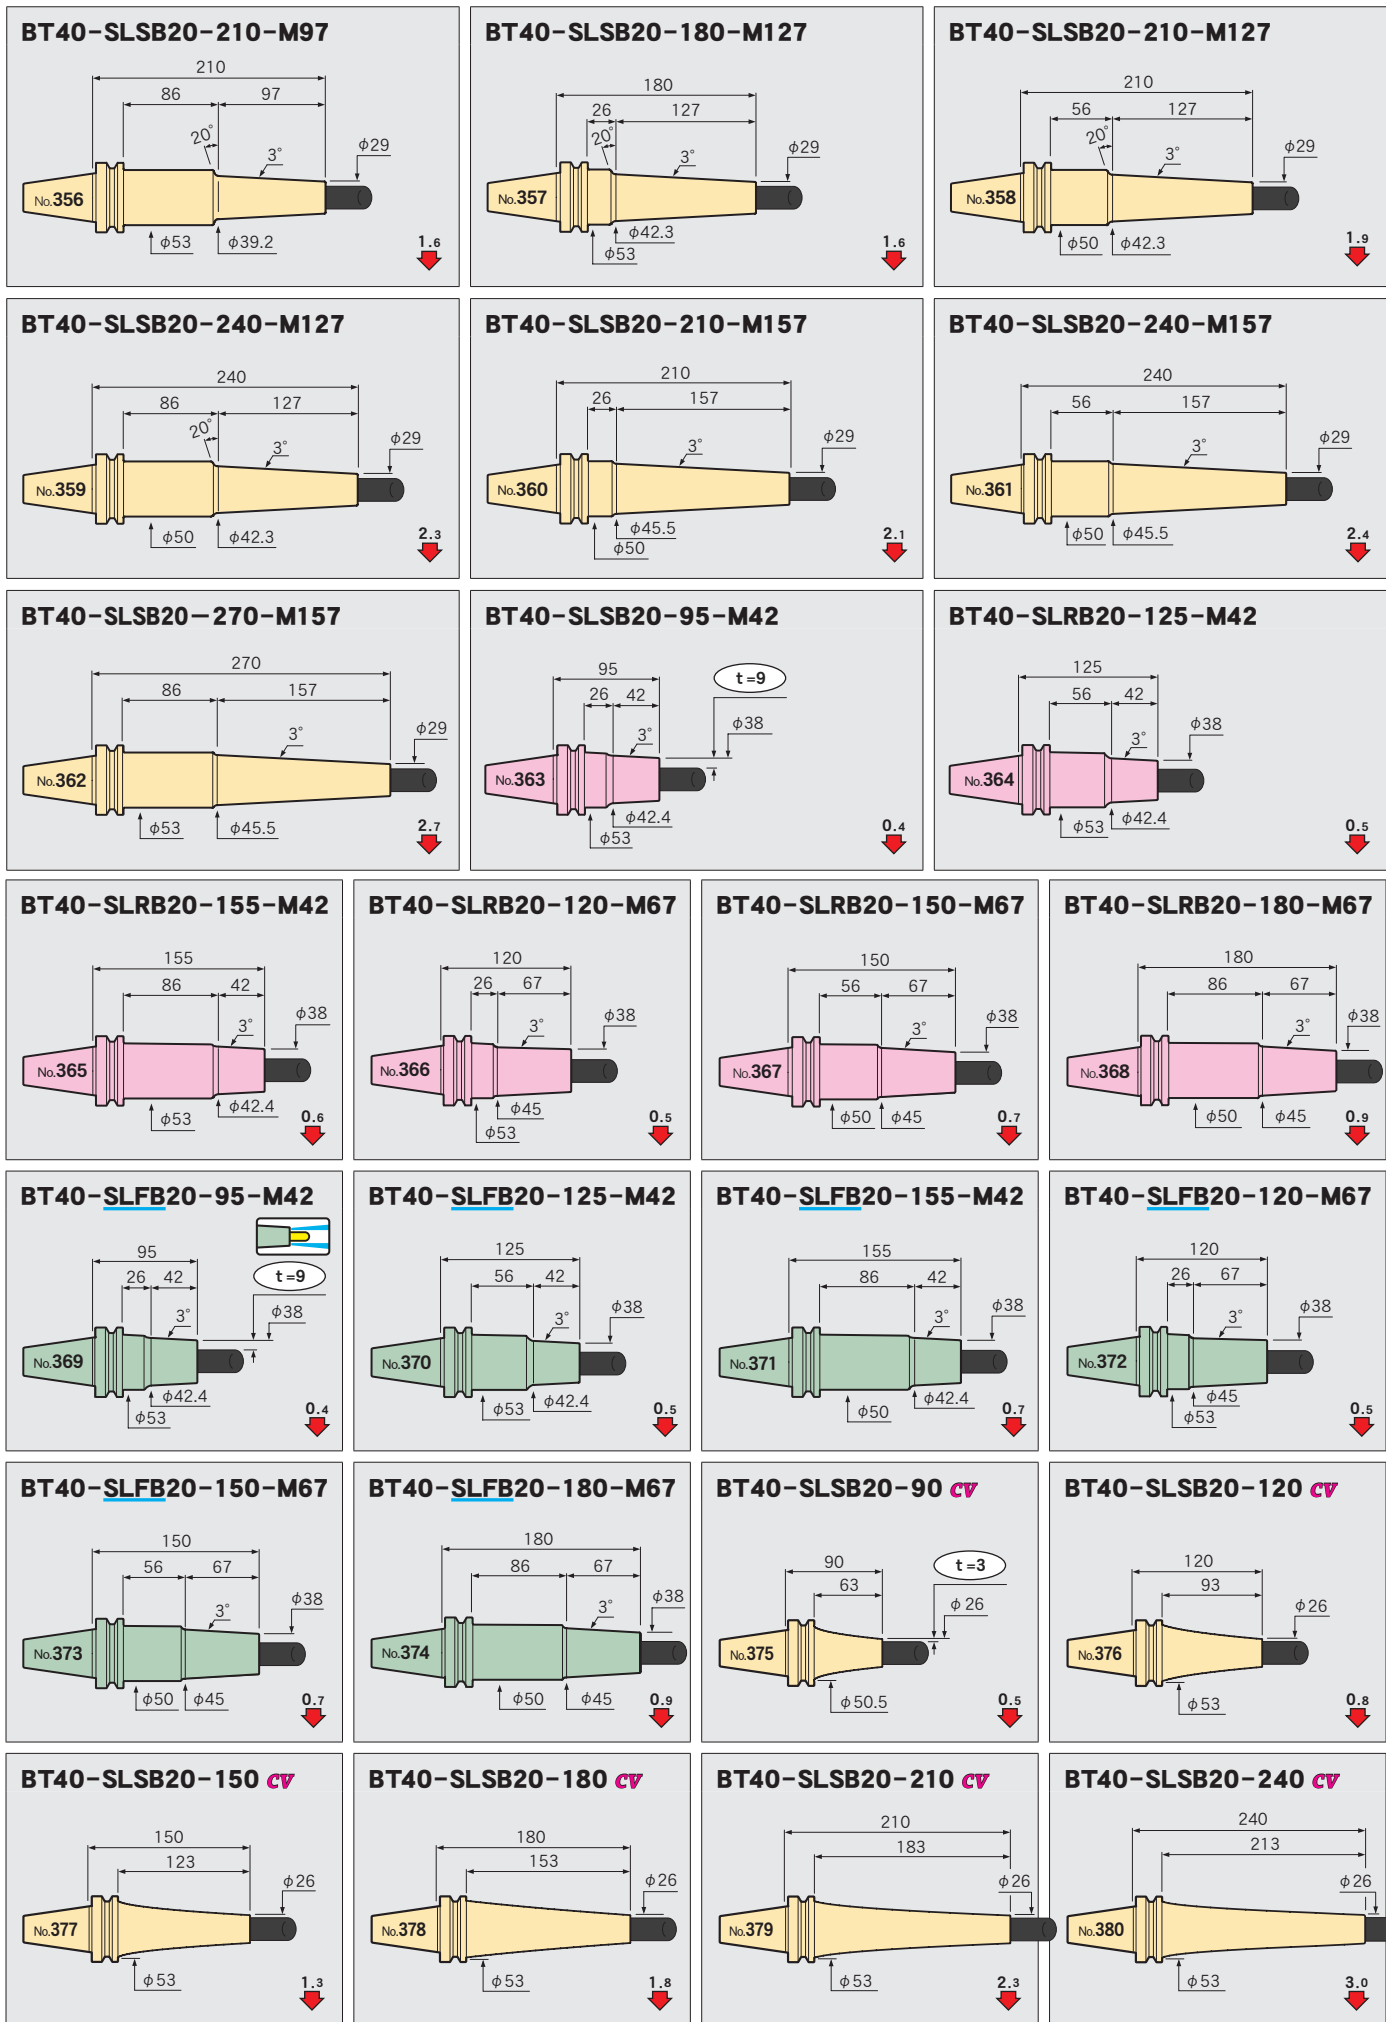 BT40-SLSB20-210-M97
210
86 97
20°
3°
φ29
No.356
φ53 φ39.2
1.6
BT40-SLSB20-180-M127
180
26 127
20°
3°
φ29
No.357
φ42.3
φ53
1.6
BT40-SLSB20-210-M127
210
56 127
20°
3°
φ29
No.358
φ50 φ42.3
1.9
BT40-SLSB20-240-M127
240
86 127
20°
3°
φ29
No.359
φ50 φ42.3
2.3
BT40-SLSB20-210-M157
210
26 157
3°
φ29
No.360
φ45.5
φ50
2.1
BT40-SLSB20-240-M157
240
56 157
3°
φ29
No.361
φ50 φ45.5
2.4
BT40-SLSB20-270-M157
270
86 157
3°
φ29
No.362
φ53 φ45.5
2.7
BT40-SLSB20-95-M42
95
t=9
26 42
3°
φ38
No.363
φ42.4
φ53
0.4
BT40-SLRB20-125-M42
125
56 42
3°
φ38
No.364
φ53 φ42.4
0.5
BT40-SLRB20-155-M42
155
86 42
3°
φ38
No.365
φ53 φ42.4
0.6
BT40-SLRB20-120-M67
120
26 67
3°
φ38
No.366
φ45
φ53
0.5
BT40-SLRB20-150-M67
150
56 67
3°
φ38
No.367
φ50 φ45
0.7
BT40-SLRB20-180-M67
180
86 67
3°
φ38
No.368
φ50 φ45
0.9
BT40-SLFB20-95-M42
95
t=9
26 42
3°
φ38
No.369
φ42.4
φ53
0.4
BT40-SLFB20-125-M42
125
56 42
3°
φ38
No.370
φ53 φ42.4
0.5
BT40-SLFB20-155-M42
155
86 42
3°
φ38
No.371
φ50 φ42.4
0.7
BT40-SLFB20-120-M67
120
26 67
3°
φ38
No.372
φ45
φ53
0.5
BT40-SLFB20-150-M67
150
56 67
3°
φ38
No.373
φ50 φ45
0.7
BT40-SLFB20-180-M67
180
86 67
3°
φ38
No.374
φ50 φ45
0.9
BT40-SLSB20-90 CV
90
t=3
63
φ26
No.375
φ50.5
0.5
BT40-SLSB20-120 CV
120
93
φ26
No.376
φ53
0.8
BT40-SLSB20-150 CV
150
123
φ26
No.377
φ53
1.3
BT40-SLSB20-180 CV
180
153
φ26
No.378
φ53
1.8
BT40-SLSB20-210 CV
210
183
φ26
No.379
φ53
2.3
BT40-SLSB20-240 CV
240
213
φ26
No.380
φ53
3.0